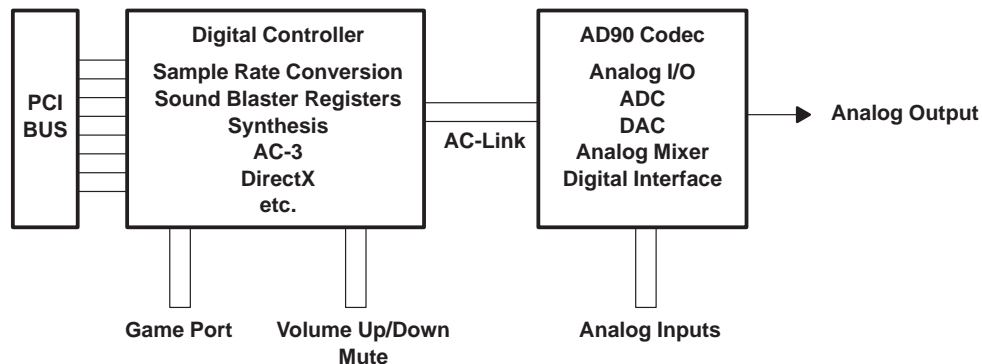 PCI
BUS
Digital Controller
Sample Rate Conversion
Sound Blaster Registers
Synthesis
AC-3
DirectX
etc.
AC-Link
AD90 Codec
Analog I/O
ADC
DAC
Analog Mixer
Digital Interface
Analog Output
Game Port
Volume Up/Down
Mute
Analog Inputs